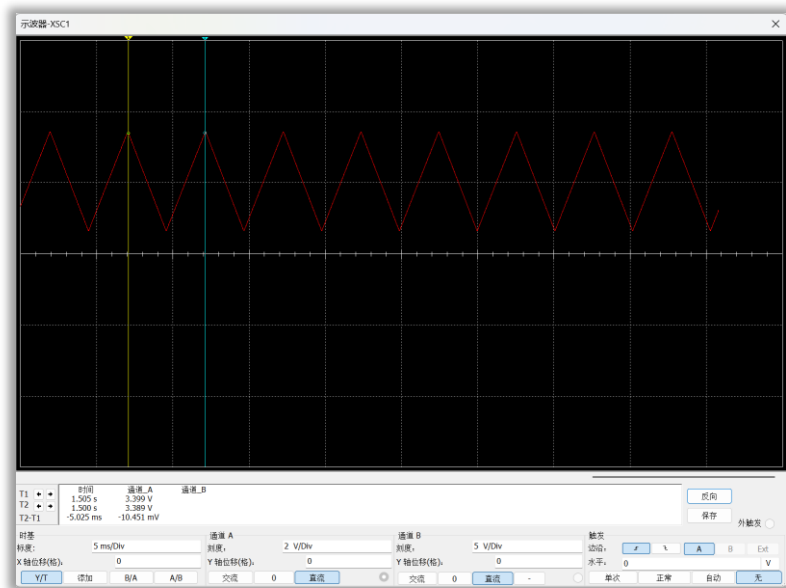 示波器-XSC1
时间 通道_A 通道_B
T1 1.505 s 3.399 V
T2 1.500 s 3.389 V
T2-T1 -5.025 ms -10.451 mV
反向
保存
外触发
时基
标度: 5 ms/Div
X 轴位移(格): 0
Y/T 添加 B/A A/B
通道 A
刻度: 2 V/Div
Y 轴位移(格): 0
交流 0 直流
通道 B
刻度: 5 V/Div
Y 轴位移(格): 0
交流 0 直流 -
触发
边沿: A B Ext
水平: 0 V
单次 正常 自动 无